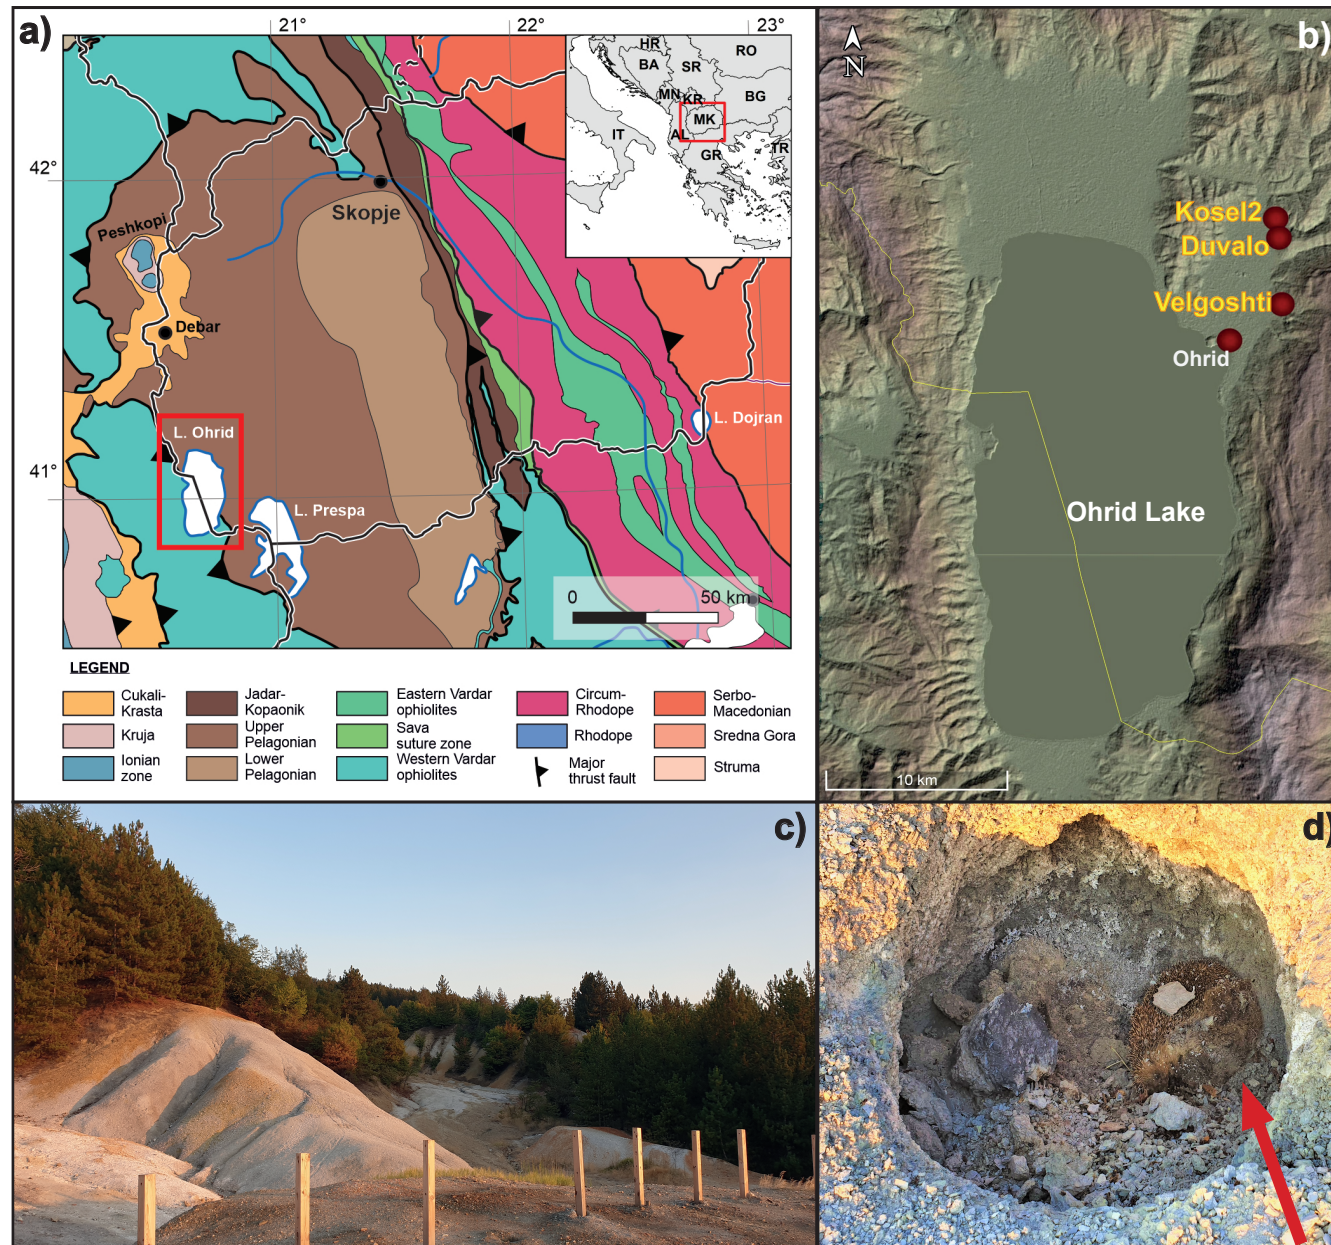 a)
21°
22°
23°
42°
41°
Peshkopi
Skopje
Debar
L. Ohrid
L. Prespa
L. Dojran
HR
BA
SR
RO
MN
KR
BG
IT
MK
AL
GR
TR
0
50 km
LEGEND
Cukali-
Krasta
Kruja
Ionian
zone
Jadar-
Kopaonik
Upper
Pelagonian
Lower
Pelagonian
Eastern Vardar
ophiolites
Sava
suture zone
Western Vardar
ophiolites
Circum-
Rhodope
Rhodope
Major
thrust fault
Serbo-
Macedonian
Sredna Gora
Struma
b)
N
Kosel2
Duvalo
Velgoshti
Ohrid
Ohrid Lake
10 km
c)
d)